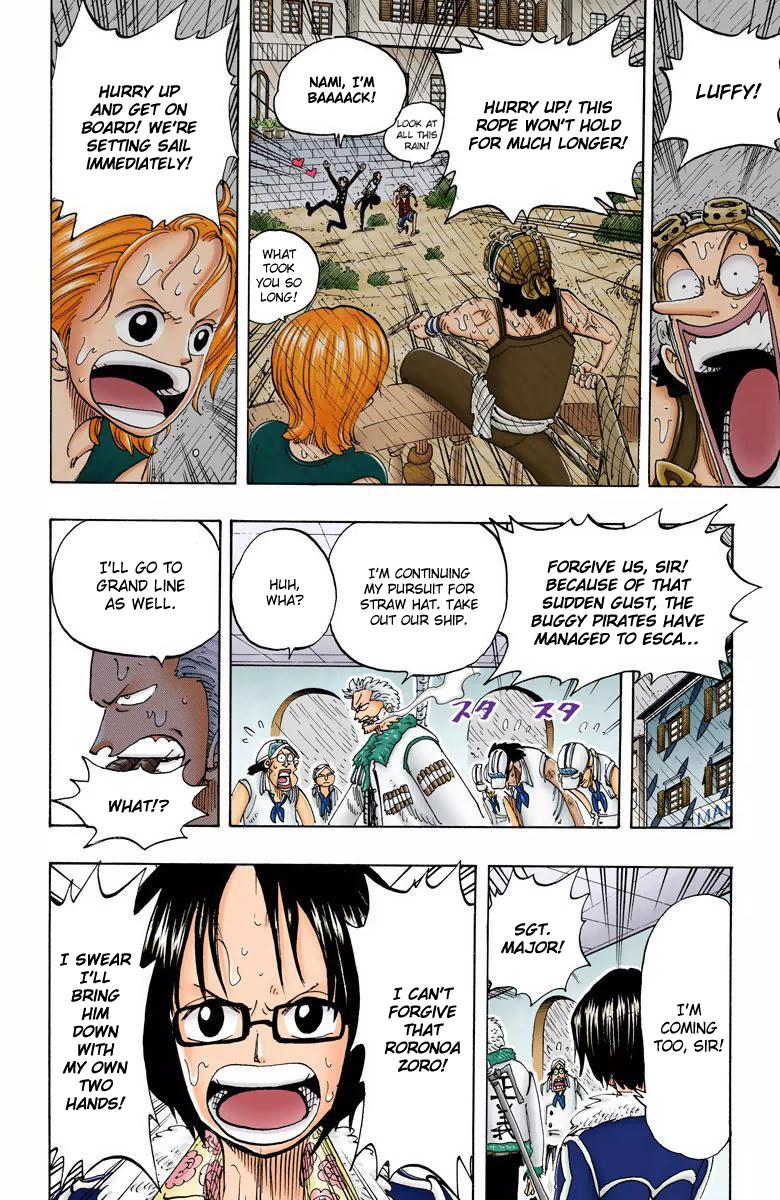 LUFFY!
HURRY UP! THIS
ROPE WON'T HOLD
FOR MUCH LONGER!
NAMI, I'M
BAAAACK!
LOOK AT
ALL THIS
RAIN!
WHAT
TOOK
YOU SO
LONG!
HURRY UP
AND GET ON
BOARD! WE'RE
SETTING SAIL
IMMEDIATELY!
MAR
FORGIVE US, SIR!
BECAUSE OF THAT
SUDDEN GUST, THE
BUGGY PIRATES HAVE
MANAGED TO ESCA...
スタ
スタ
I'M CONTINUING
MY PURSUIT FOR
STRAW HAT. TAKE
OUT OUR SHIP.
HUH,
WHA?
I'LL GO TO
GRAND LINE
AS WELL.
WHAT!?
I'M
COMING
TOO, SIR!
SGT.
MAJOR!
I CAN'T
FORGIVE
THAT
RORONOA
ZORO!
I SWEAR
I'LL
BRING
HIM
DOWN
WITH
MY OWN
TWO
HANDS!